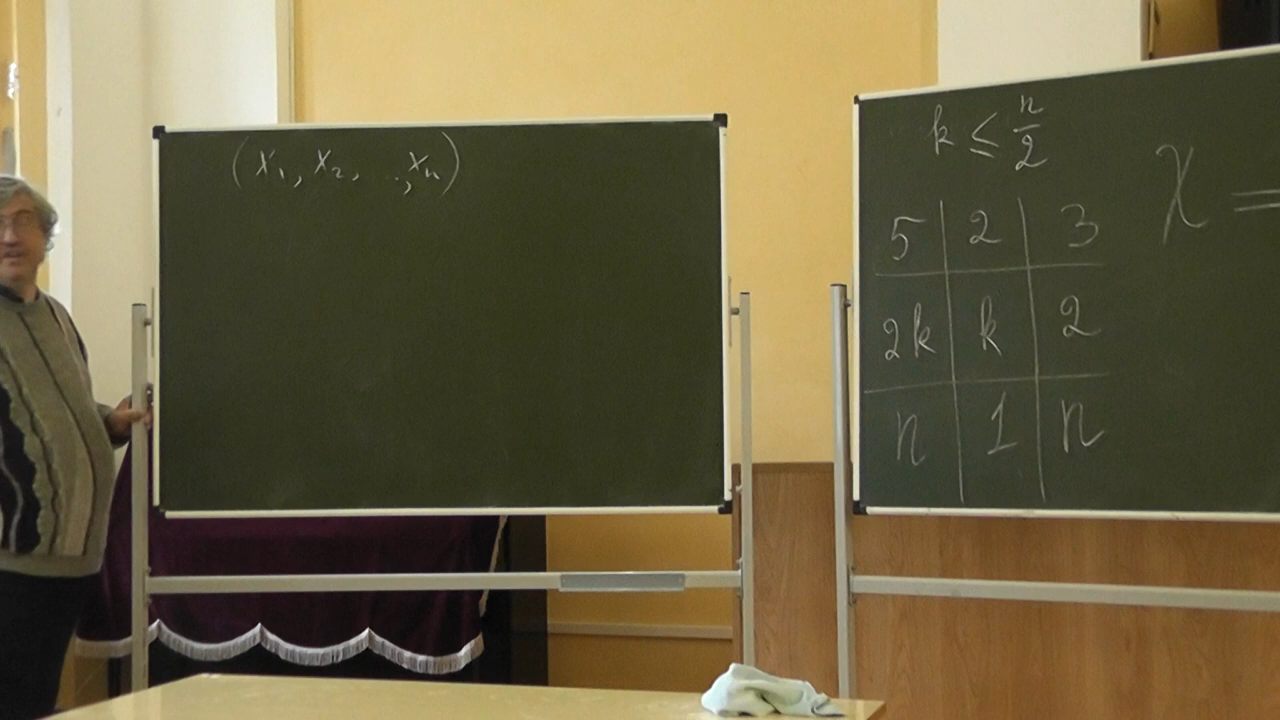 (x₁, x₂, ..., xₙ)
k ≤ n/2
χ =
5 | 2 | 3
2k | k | 2
n | 1 | n